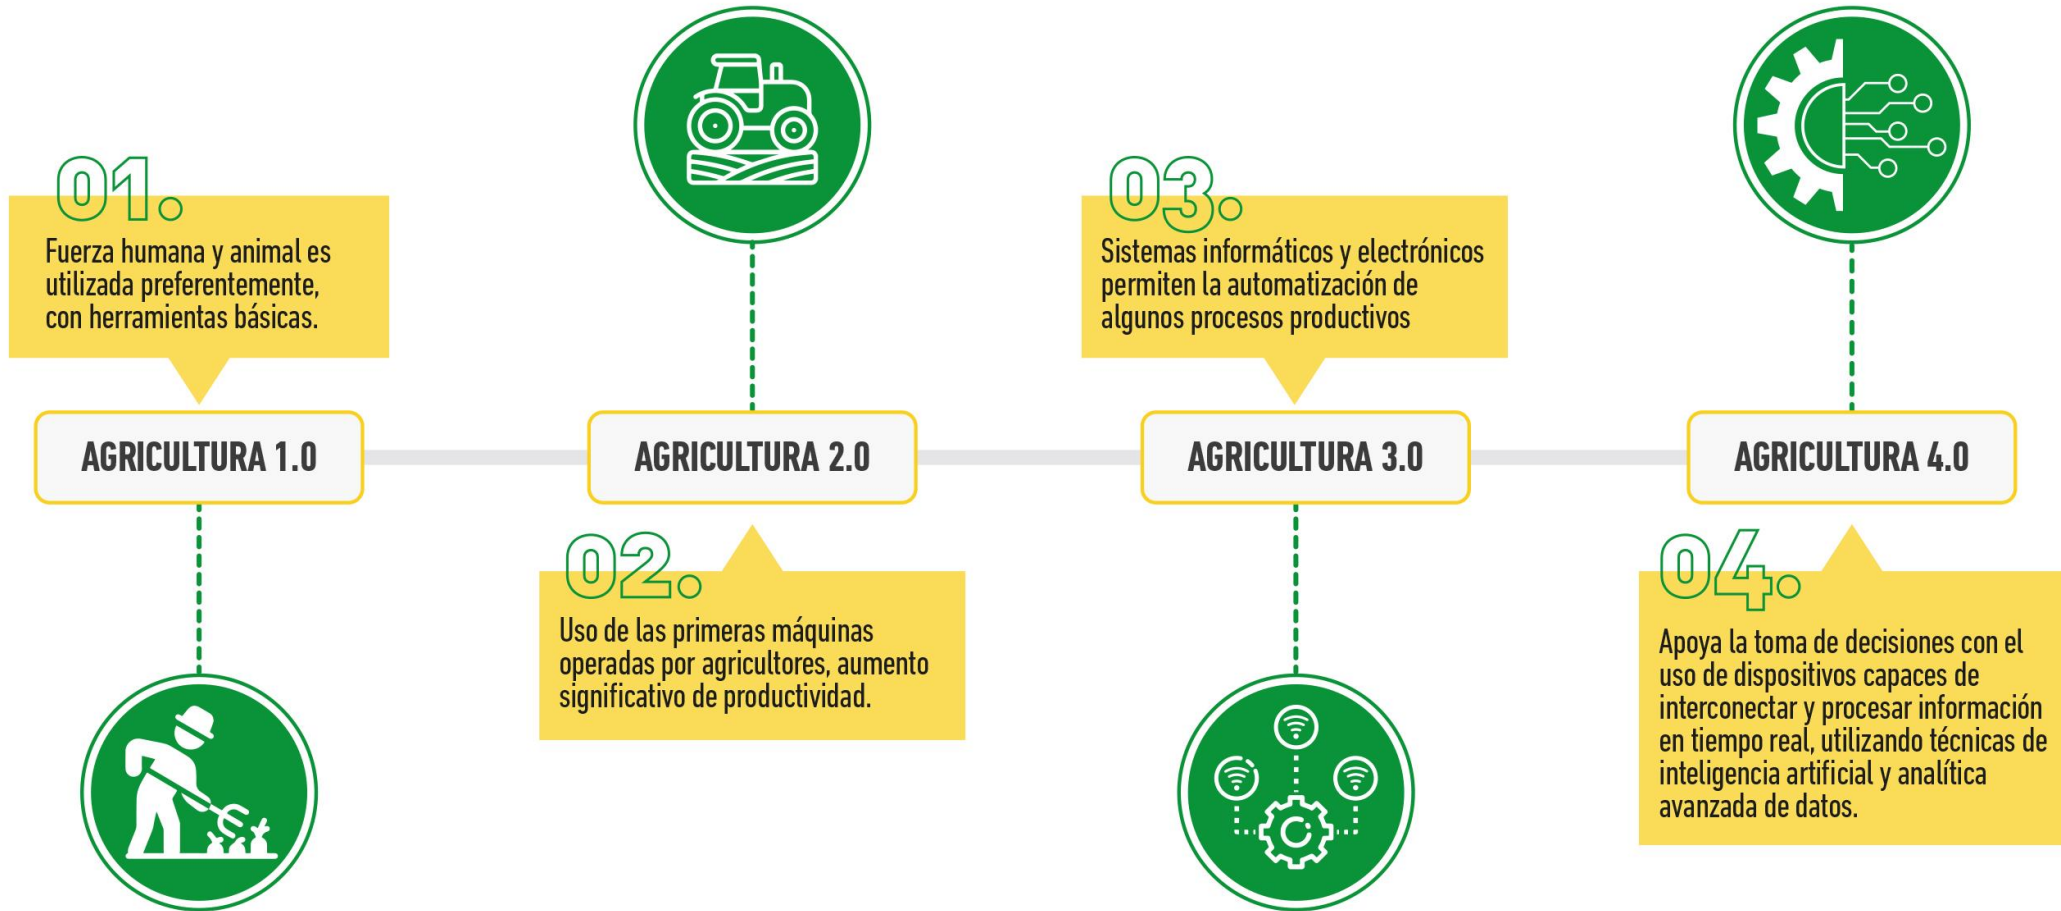 01.
Fuerza humana y animal es
utilizada preferentemente,
con herramientas básicas.
AGRICULTURA 1.0
AGRICULTURA 2.0
02.
Uso de las primeras máquinas
operadas por agricultores, aumento
significativo de productividad.
03.
Sistemas informáticos y electrónicos
permiten la automatización de
algunos procesos productivos
AGRICULTURA 3.0
AGRICULTURA 4.0
04.
Apoya la toma de decisiones con el
uso de dispositivos capaces de
interconectar y procesar información
en tiempo real, utilizando técnicas de
inteligencia artificial y analítica
avanzada de datos.